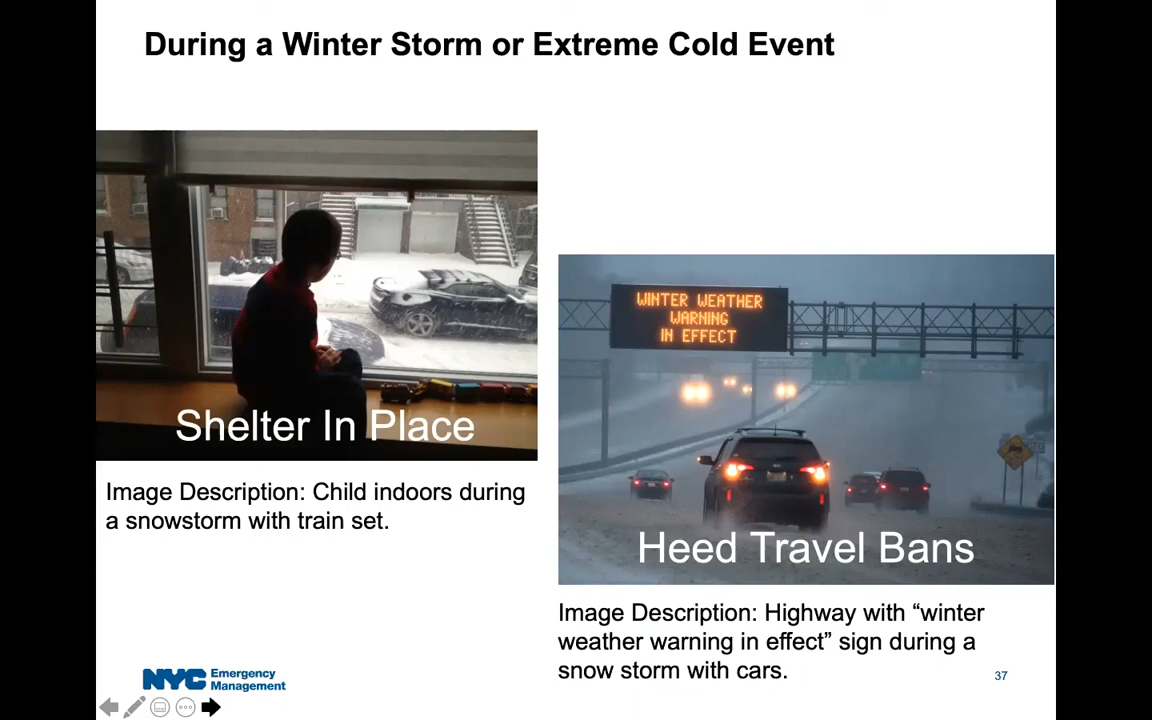 During a Winter Storm or Extreme Cold Event
Shelter In Place
Image Description: Child indoors during
a snowstorm with train set.
WINTER WEATHER
WARNING
IN EFFECT
Heed Travel Bans
Image Description: Highway with “winter
weather warning in effect” sign during a
snow storm with cars.
NYC Emergency
Management
37